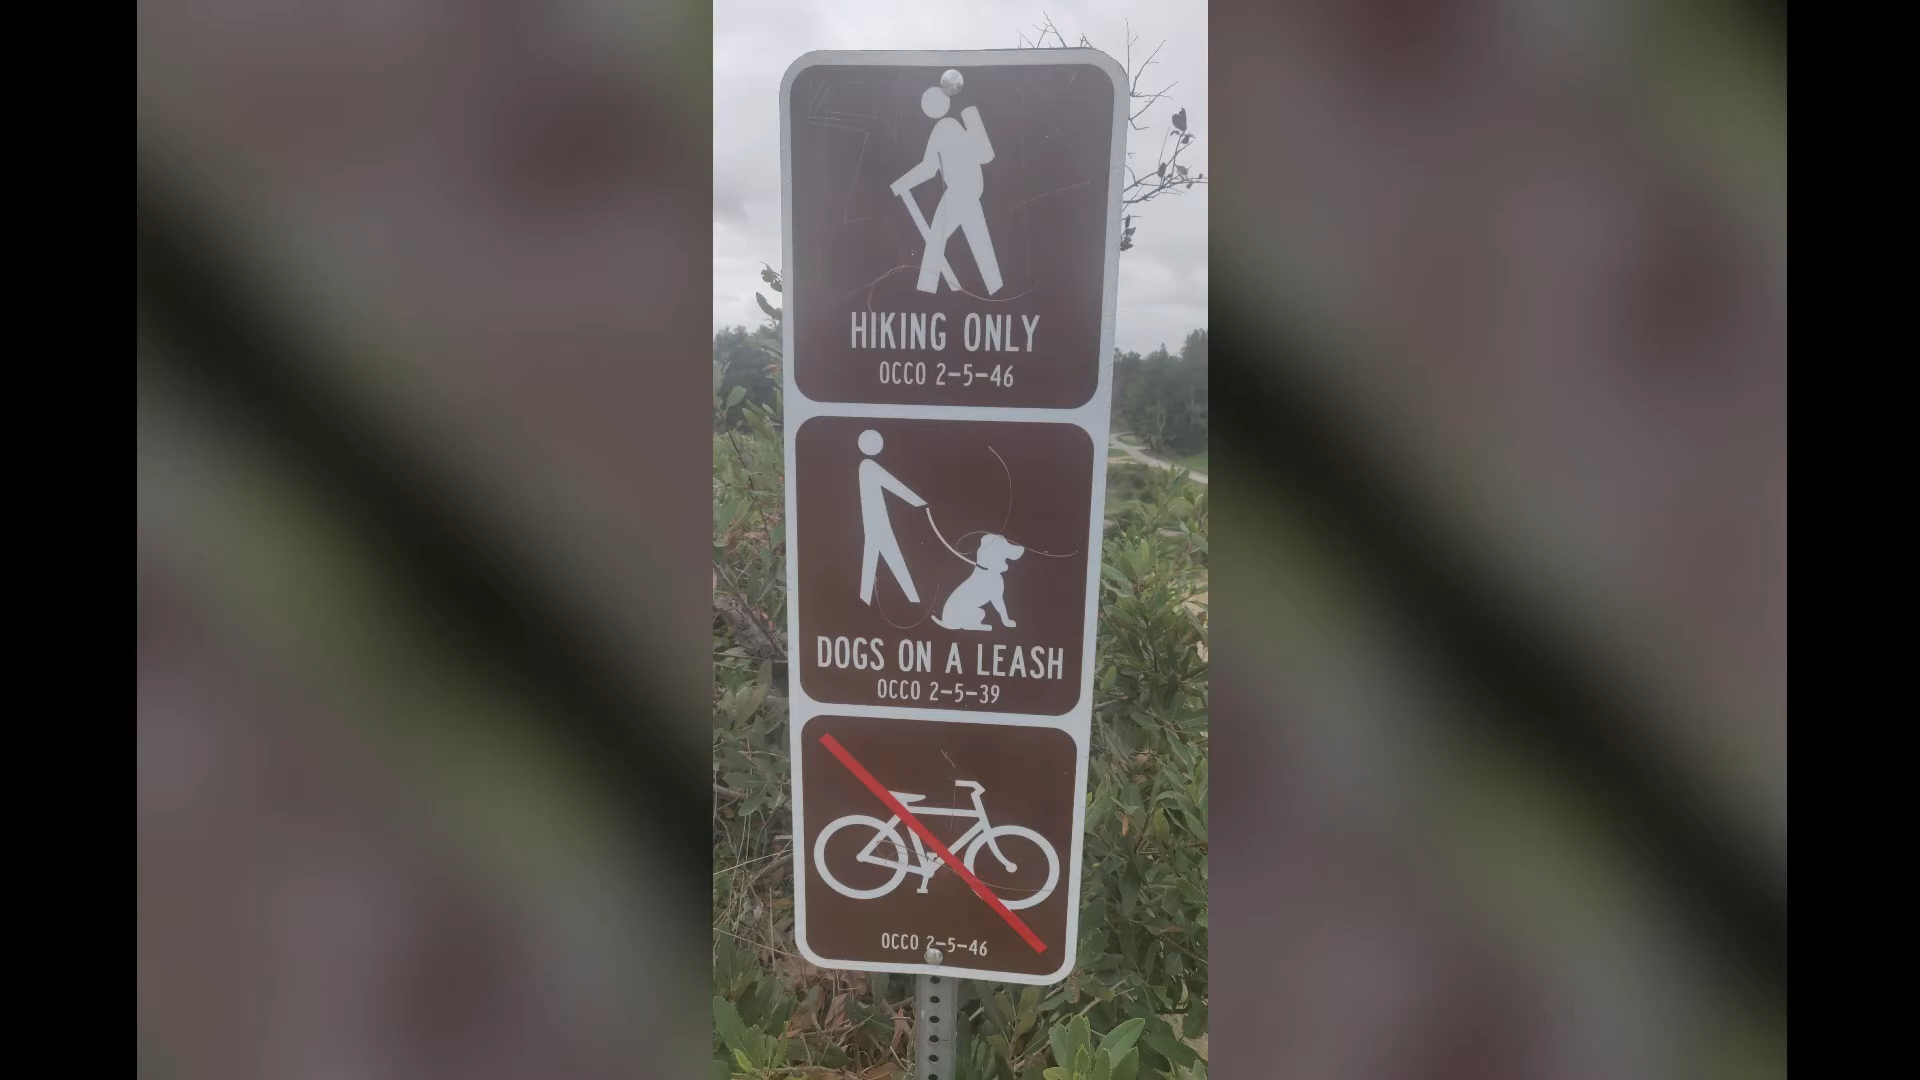 HIKING ONLY
OCCO 2-5-46
DOGS ON A LEASH
OCCO 2-5-39
OCCO 2-5-46